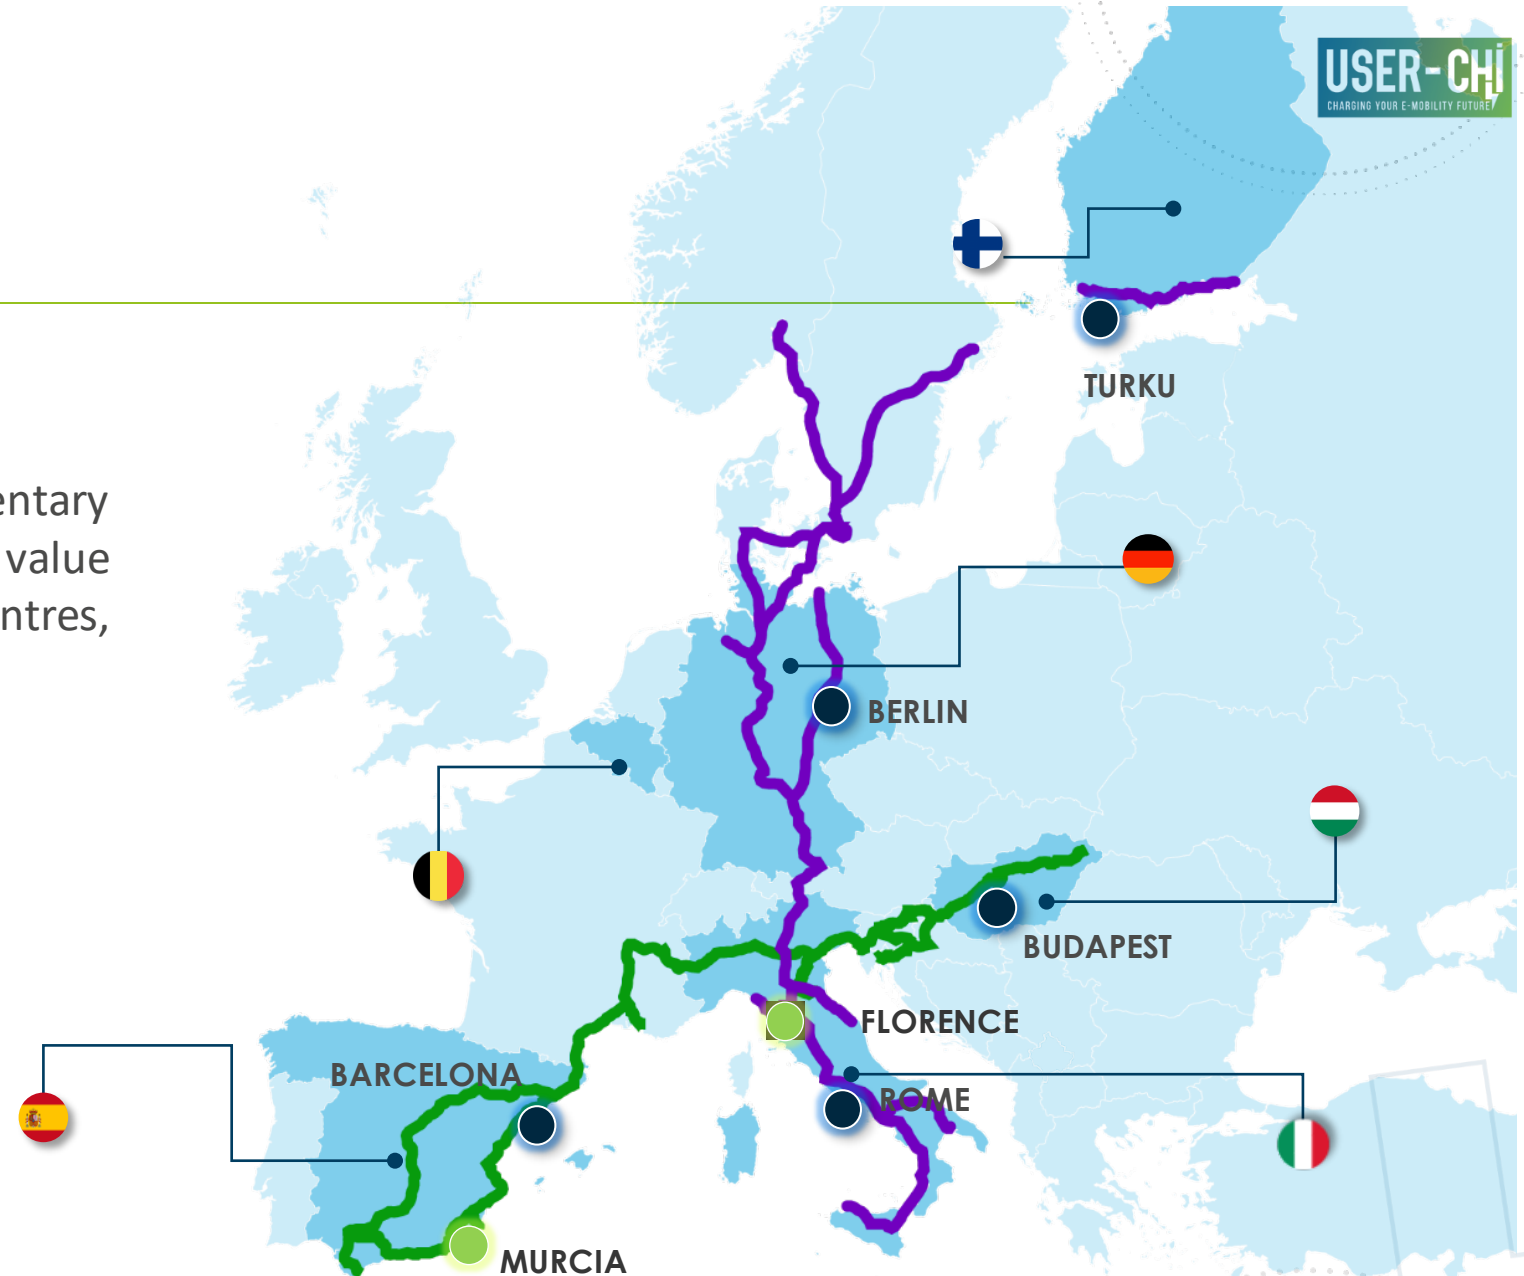 USER-CHi
CHARGING YOUR E-MOBILITY FUTURE
TURKU
entary
value
ntres,
BERLIN
BUDAPEST
FLORENCE
BARCELONA
ROME
MURCIA